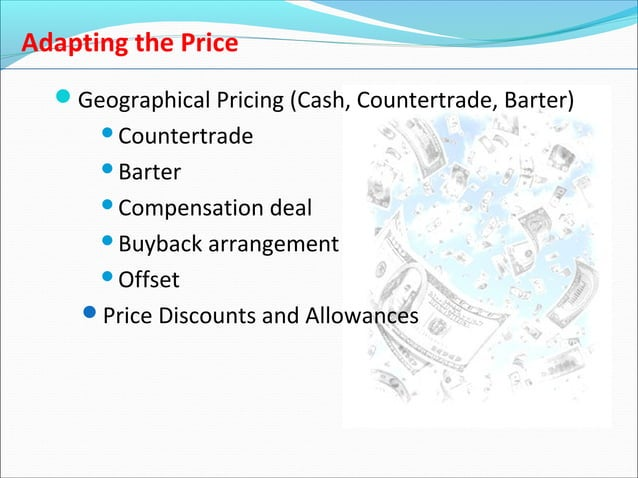 Adapting the Price
Geographical Pricing (Cash, Countertrade, Barter)
Countertrade
Barter
Compensation deal
Buyback arrangement
Offset
Price Discounts and Allowances